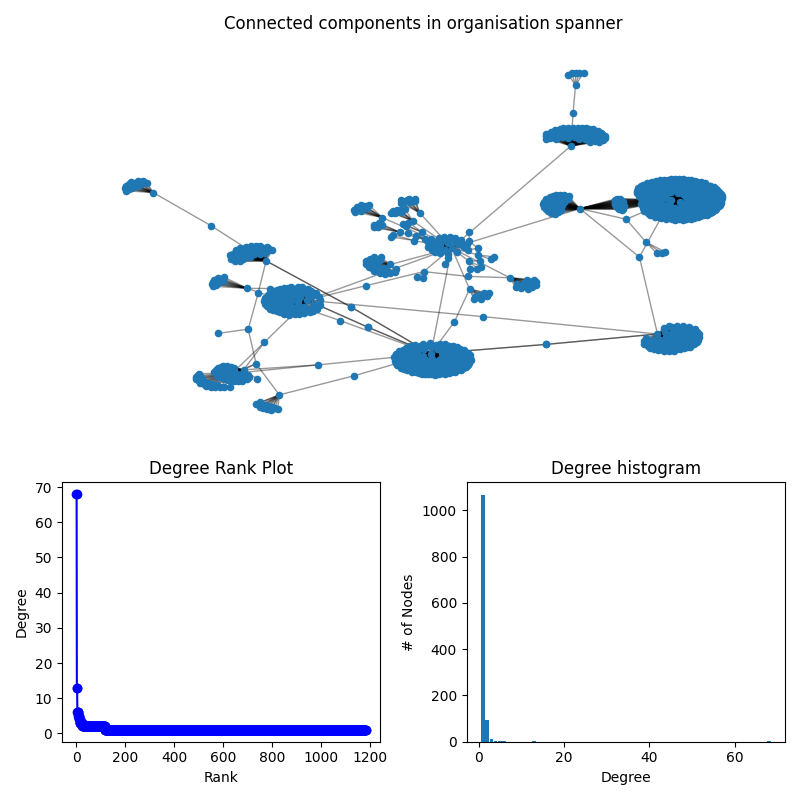 Connected components in organisation spanner
Degree Rank Plot
Degree
70
60
50
40
30
20
10
0
0 200 400 600 800 1000 1200
Rank
Degree histogram
# of Nodes
1000
800
600
400
200
0
0 20 40 60
Degree